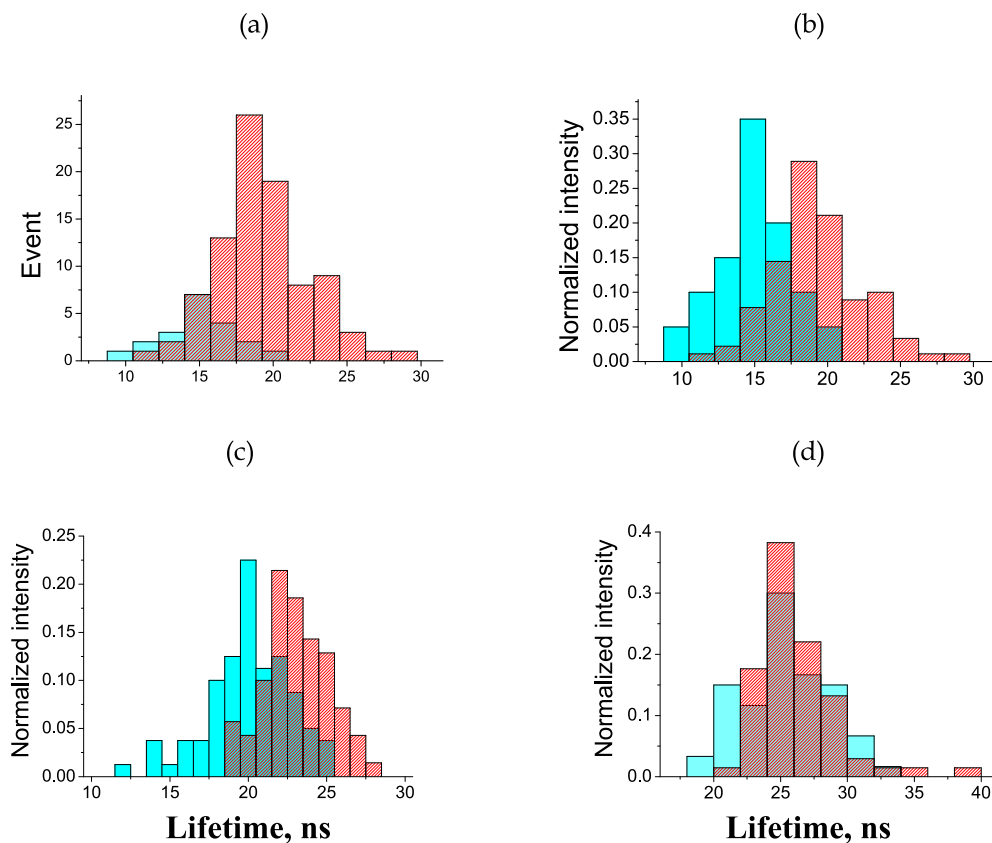 (a)
(b)
Event
25
20
15
10
5
0
10 15 20 25 30
Normalized intensity
0.35
0.30
0.25
0.20
0.15
0.10
0.05
0.00
10 15 20 25 30
(c)
(d)
Normalized intensity
0.25
0.20
0.15
0.10
0.05
0.00
10 15 20 25 30
Lifetime, ns
Normalized intensity
0.4
0.3
0.2
0.1
0.0
20 25 30 35 40
Lifetime, ns